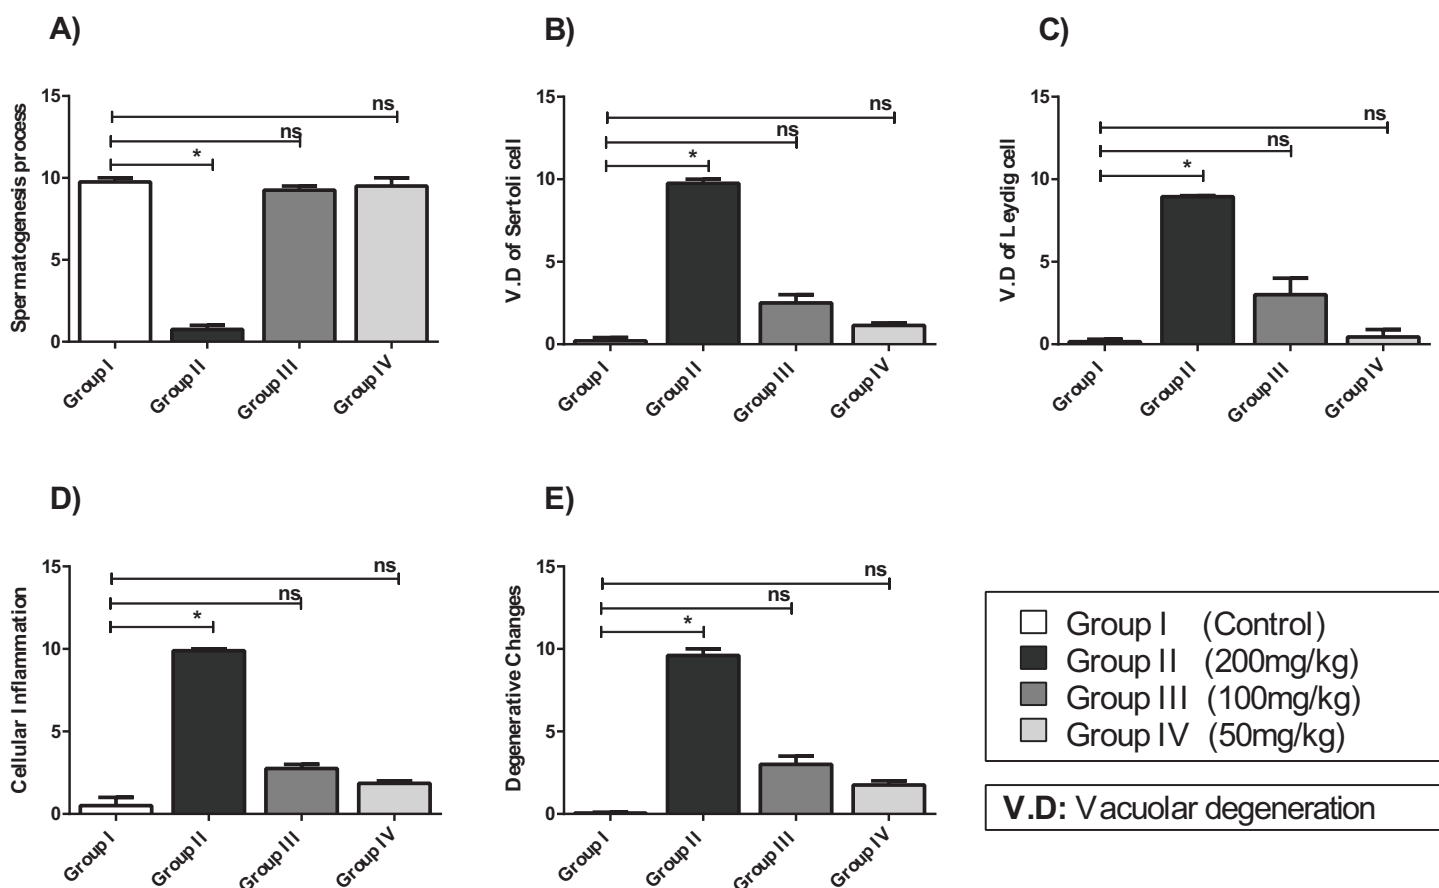 A)
Spermatogenesis process
15
10
5
0
ns
ns
*
Group I
Group II
Group III
Group IV
B)
V.D of Sertoli cell
15
10
5
0
ns
ns
*
Group I
Group II
Group III
Group IV
C)
V.D of Leydig cell
15
10
5
0
ns
ns
*
Group I
Group II
Group III
Group IV
D)
Cellular Inflammation
15
10
5
0
ns
ns
*
Group I
Group II
Group III
Group IV
E)
Degenerative Changes
15
10
5
0
ns
ns
*
Group I
Group II
Group III
Group IV
Group I (Control)
Group II (200mg/kg)
Group III (100mg/kg)
Group IV (50mg/kg)
V.D: Vacuolar degeneration